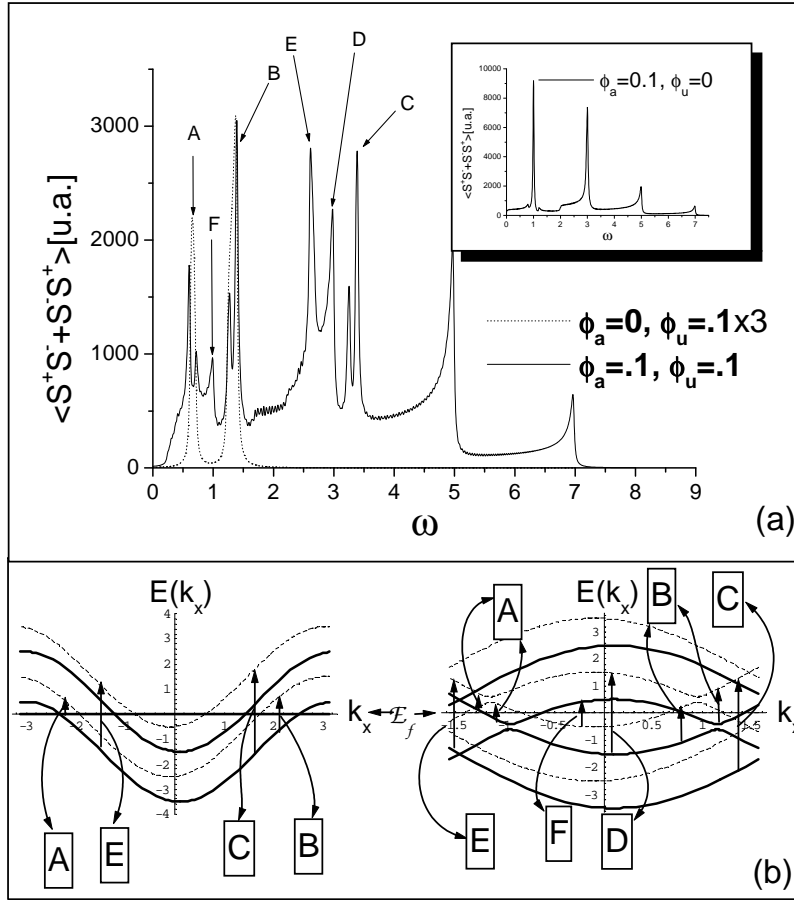 A
B
E
D
C
F
3000
2000
1000
0
<S⁺S⁻+S⁻S⁺>[u.a.]
0 1 2 3 4 5 6 7 8 9
ω
ϕₐ=0.1, ϕᵤ=0
10000
8000
6000
4000
2000
0
<S⁺S⁻+S⁻S⁺>[u.a.]
0 1 2 3 4 5 6 7
ω
ϕₐ=0, ϕᵤ=.1x3
ϕₐ=.1, ϕᵤ=.1
(a)
E(kₓ)
4
3
2
1
-1
-2
-3
-4
-3 -2 -1 1 2 3
kₓ
A
E
C
B
ℰ_f
E(kₓ)
3
2
1
-1
-2
-3
-1.5 -0.5 0.5 1.5
kₓ
A
B
C
E
F
D
(b)